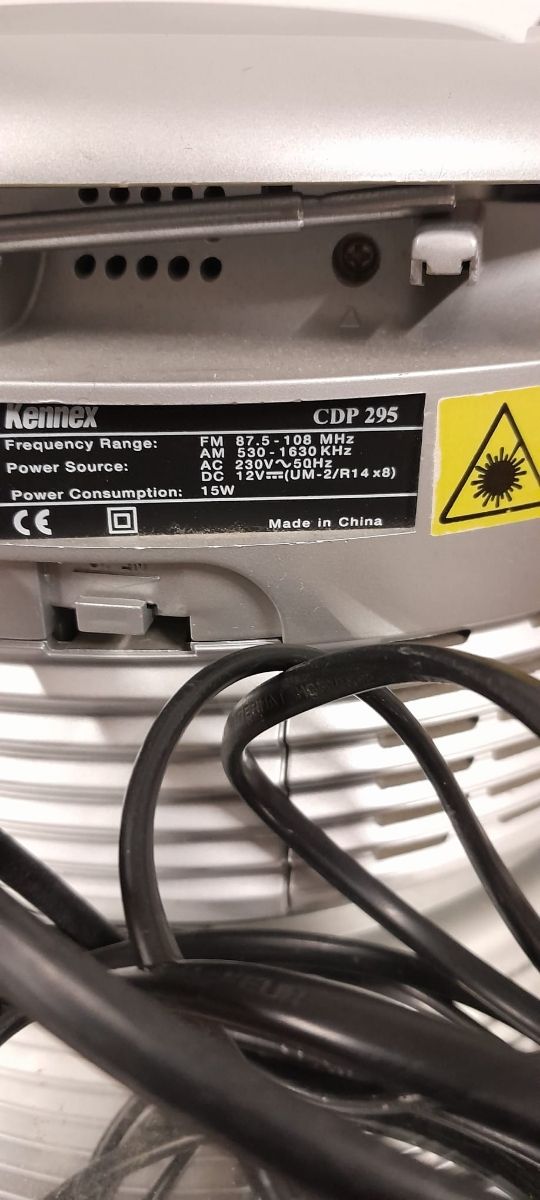 Kennex CDP 295
Frequency Range: FM 87.5 - 108 MHz
AM 530 - 1630 KHz
Power Source: AC 230V∿50Hz
DC 12V⎓(UM-2/R14 x8)
Power Consumption: 15W
CE Made in China
OPEN